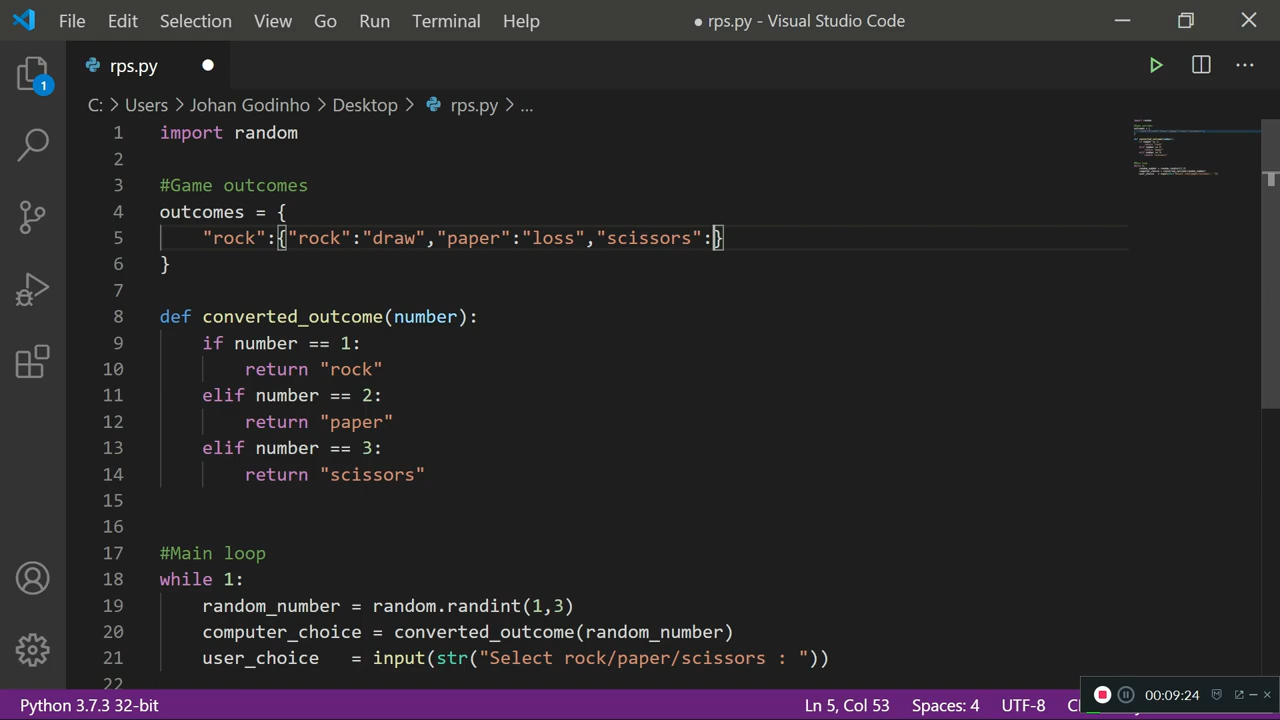 File Edit Selection View Go Run Terminal Help ● rps.py - Visual Studio Code
rps.py
C: > Users > Johan Godinho > Desktop > rps.py > ...
1
1 import random
2
3 #Game outcomes
4 outcomes = {
5 "rock":{"rock":"draw","paper":"loss","scissors":}
6 }
7
8 def converted_outcome(number):
9 if number == 1:
10 return "rock"
11 elif number == 2:
12 return "paper"
13 elif number == 3:
14 return "scissors"
15
16
17 #Main loop
18 while 1:
19 random_number = random.randint(1,3)
20 computer_choice = converted_outcome(random_number)
21 user_choice = input(str("Select rock/paper/scissors : "))
22
Python 3.7.3 32-bit Ln 5, Col 53 Spaces: 4 UTF-8
00:09:24